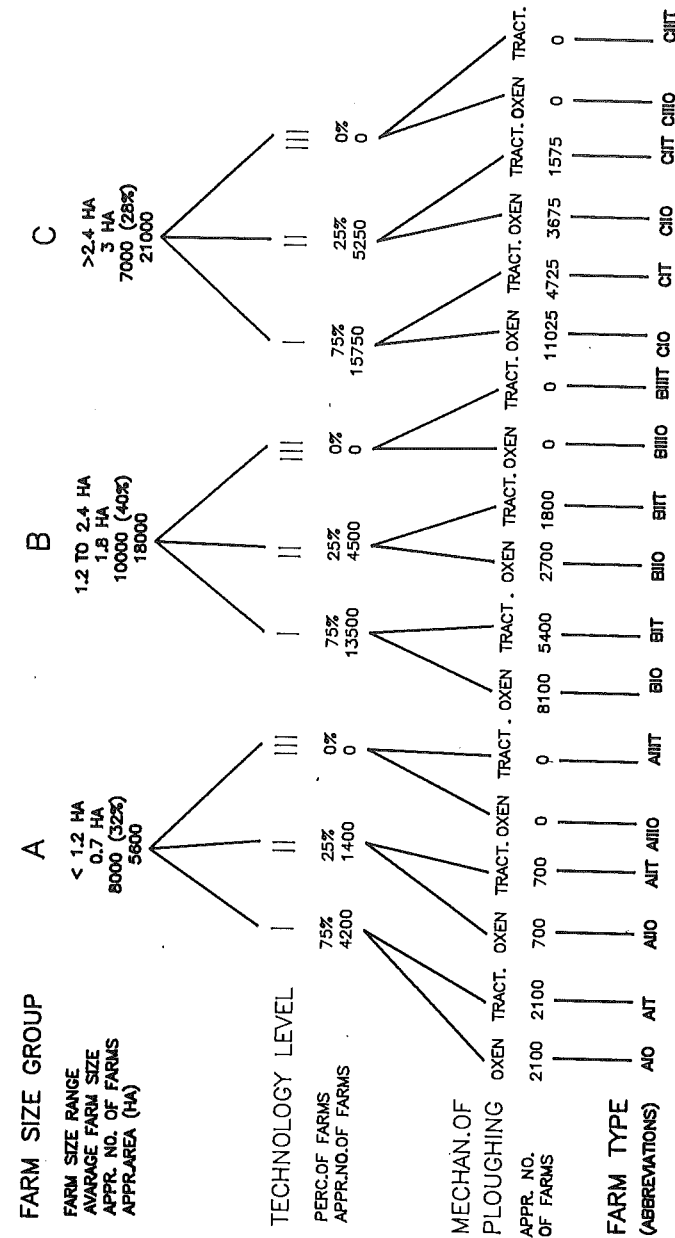 FARM SIZE GROUP A B C
FARM SIZE RANGE < 1.2 HA 1.2 TO 2.4 HA >2.4 HA
AVARAGE FARM SIZE 0.7 HA 1.8 HA 3 HA
APPR. NO. OF FARMS 8000 (32%) 10000 (40%) 7000 (28%)
APPR.AREA (HA) 5600 18000 21000
TECHNOLOGY LEVEL I II III I II III I II III
PERC.OF FARMS 75% 25% 0% 75% 25% 0% 75% 25% 0%
APPR.NO.OF FARMS 4200 1400 0 13500 4500 0 15750 5250 0
MECHAN.OF
PLOUGHING OXEN TRACT. OXEN TRACT. OXEN TRACT. OXEN TRACT. OXEN TRACT. OXEN TRACT. OXEN TRACT. OXEN TRACT. OXEN TRACT.
APPR. NO.
OF FARMS 2100 2100 700 700 0 0 8100 5400 2700 1800 0 0 11025 4725 3675 1575 0 0
FARM TYPE AIO AIT AIIO AIIT AIIIO AIIIT BIO BIT BIIO BIIT BIIIO BIIIT CIO CIT CIIO CIIT CIIIO CIIIT
(ABBREVIATIONS)